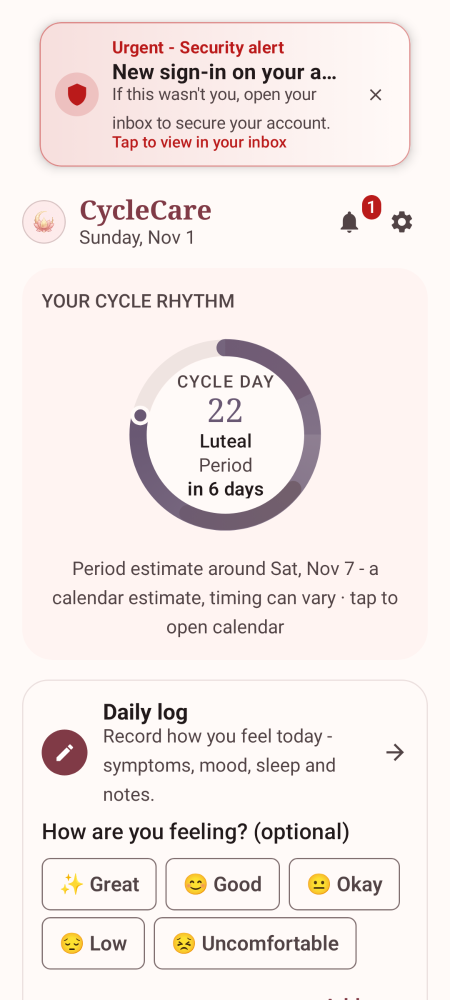 Urgent - Security alert
New sign-in on your a...
If this wasn't you, open your
inbox to secure your account.
Tap to view in your inbox
CycleCare
Sunday, Nov 1
1
YOUR CYCLE RHYTHM
CYCLE DAY
22
Luteal
Period
in 6 days
Period estimate around Sat, Nov 7 - a
calendar estimate, timing can vary · tap to
open calendar
Daily log
Record how you feel today -
symptoms, mood, sleep and
notes.
How are you feeling? (optional)
✨ Great
😊 Good
😐 Okay
😔 Low
😣 Uncomfortable